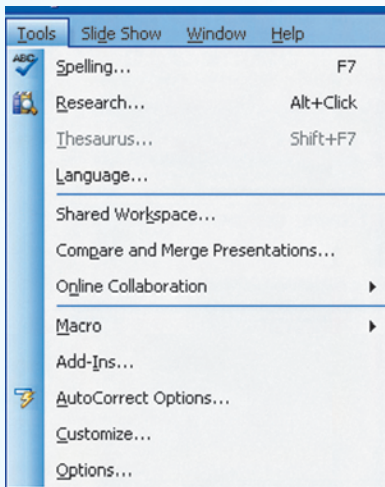 Tools Slide Show Window Help
ABC
Spelling... F7
Research... Alt+Click
Thesaurus... Shift+F7
Language...
Shared Workspace...
Compare and Merge Presentations...
Online Collaboration
Macro
Add-Ins...
AutoCorrect Options...
Customize...
Options...